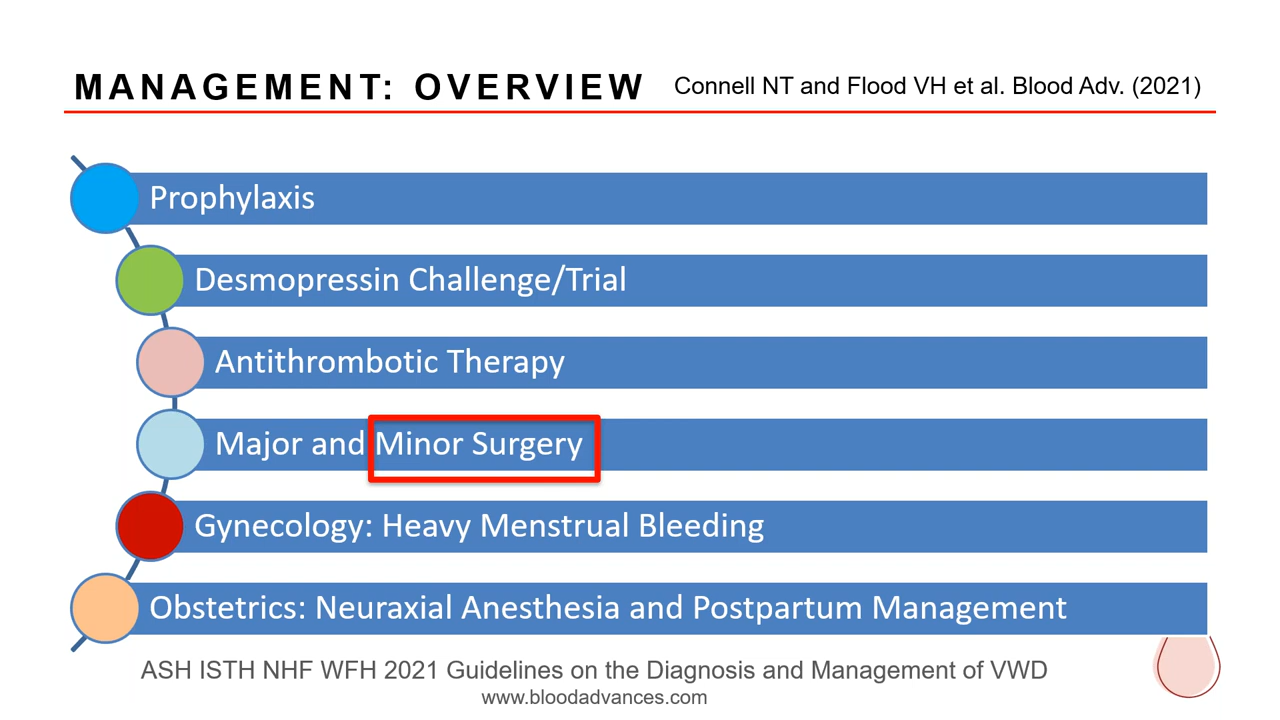 MANAGEMENT: OVERVIEW
Connell NT and Flood VH et al. Blood Adv. (2021)
Prophylaxis
Desmopressin Challenge/Trial
Antithrombotic Therapy
Major and Minor Surgery
Gynecology: Heavy Menstrual Bleeding
Obstetrics: Neuraxial Anesthesia and Postpartum Management
ASH ISTH NHF WFH 2021 Guidelines on the Diagnosis and Management of VWD
www.bloodadvances.com